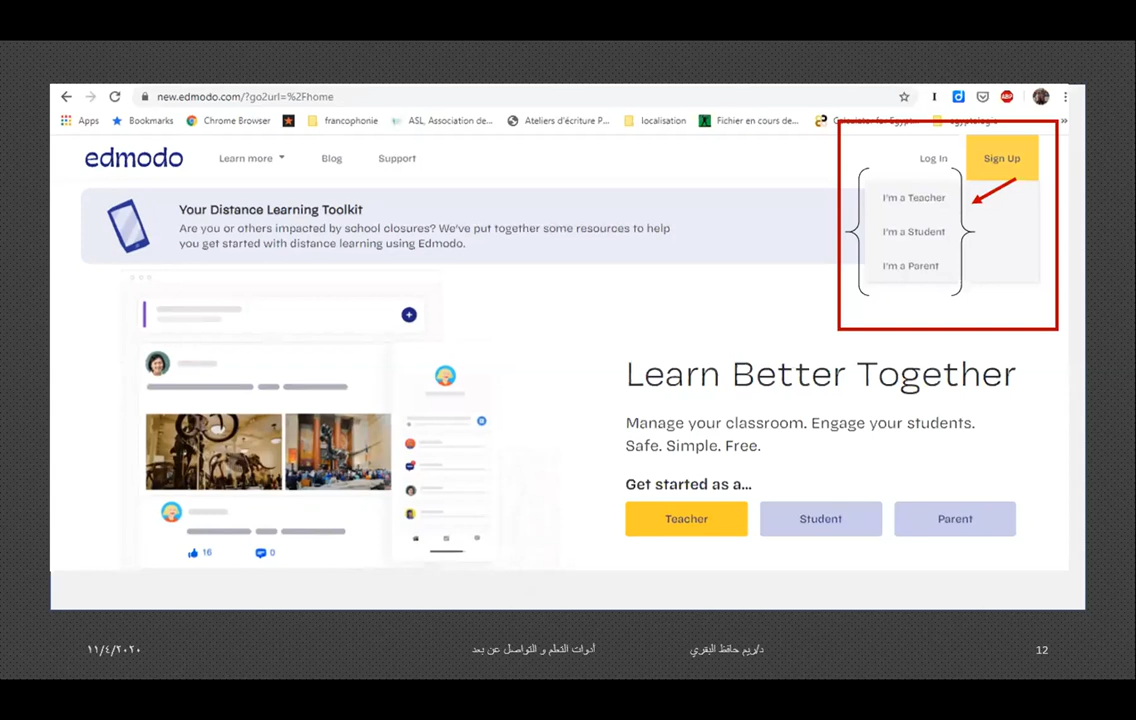 new.edmodo.com/?go2url=%2Fhome
Apps Bookmarks Chrome Browser francophonie ASL, Association de... Ateliers d'écriture P... localisation Fichier en cours de... Calculator for Egypt... egyptologie »
edmodo Learn more Blog Support Log In Sign Up
I'm a Teacher
I'm a Student
I'm a Parent
Your Distance Learning Toolkit
Are you or others impacted by school closures? We've put together some resources to help
you get started with distance learning using Edmodo.
Learn Better Together
Manage your classroom. Engage your students.
Safe. Simple. Free.
Get started as a...
Teacher Student Parent
16 0
١١/٤/٢٠٢٠ أدوات التعلم و التواصل عن بعد د/ريم حافظ البقري 12